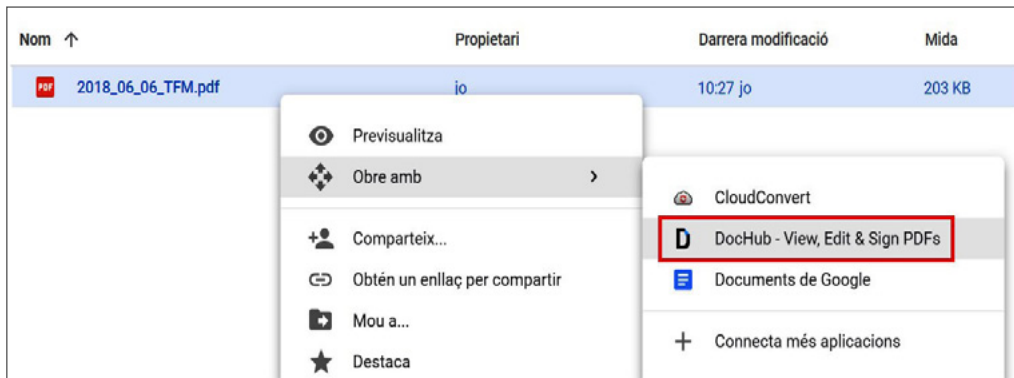 Nom Propietari Darrera modificació Mida
PDF 2018_06_06_TFM.pdf jo 10:27 jo 203 KB
Previsualitza
Obre amb
CloudConvert
Comparteix...
DocHub - View, Edit & Sign PDFs
Obtén un enllaç per compartir
Documents de Google
Mou a...
Connecta més aplicacions
Destaca